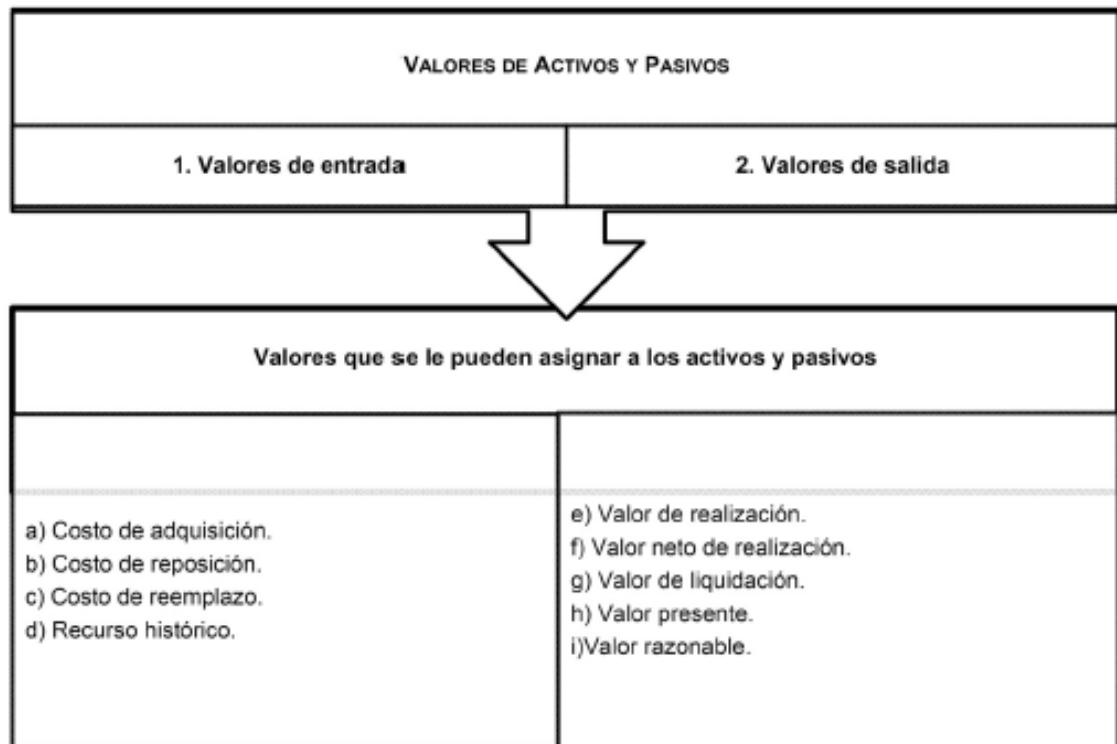 VALORES DE ACTIVOS Y PASIVOS
1. Valores de entrada
2. Valores de salida
Valores que se le pueden asignar a los activos y pasivos
a) Costo de adquisición.
b) Costo de reposición.
c) Costo de reemplazo.
d) Recurso histórico.
e) Valor de realización.
f) Valor neto de realización.
g) Valor de liquidación.
h) Valor presente.
i)Valor razonable.